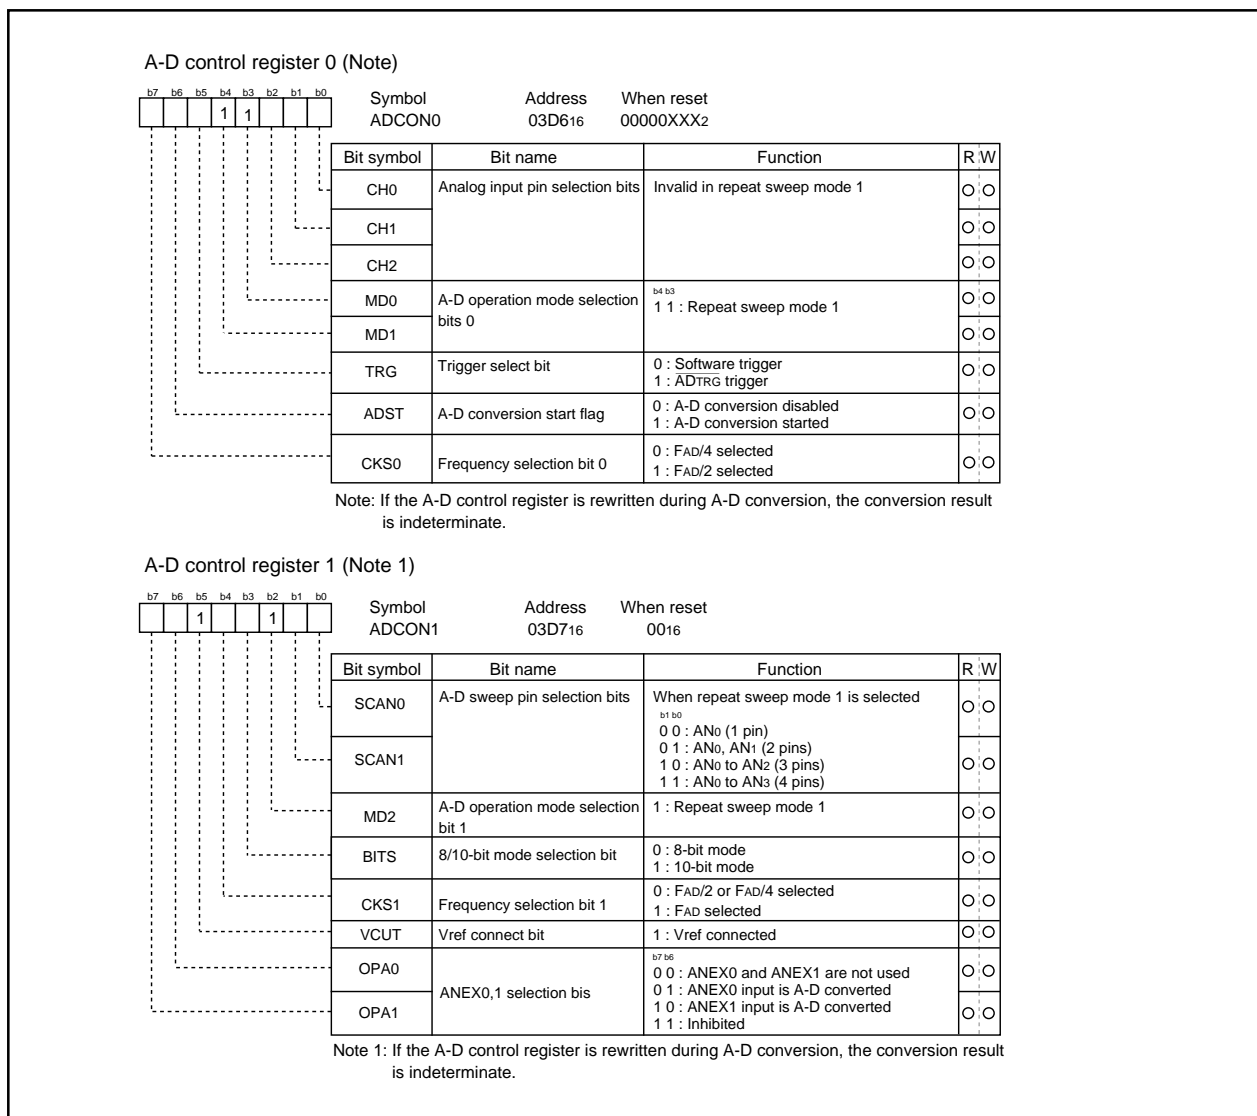 A-D control register 0 (Note)
b7 b6 b5 b4 b3 b2 b1 b0
1 1
Symbol Address When reset
ADCON0 03D616 00000XXX2
Bit symbol Bit name Function R W
CH0 Analog input pin selection bits Invalid in repeat sweep mode 1
CH1
CH2
MD0 A-D operation mode selection bits 0
b4 b3
1 1 : Repeat sweep mode 1
MD1
TRG Trigger select bit 0 : Software trigger
1 : ADTRG trigger
ADST A-D conversion start flag 0 : A-D conversion disabled
1 : A-D conversion started
CKS0 Frequency selection bit 0 0 : FAD/4 selected
1 : FAD/2 selected
Note: If the A-D control register is rewritten during A-D conversion, the conversion result
is indeterminate.
A-D control register 1 (Note 1)
b7 b6 b5 b4 b3 b2 b1 b0
1 1
Symbol Address When reset
ADCON1 03D716 0016
Bit symbol Bit name Function R W
SCAN0 A-D sweep pin selection bits When repeat sweep mode 1 is selected
b1 b0
0 0 : AN0 (1 pin)
0 1 : AN0, AN1 (2 pins)
SCAN1 1 0 : AN0 to AN2 (3 pins)
1 1 : AN0 to AN3 (4 pins)
MD2 A-D operation mode selection bit 1 1 : Repeat sweep mode 1
BITS 8/10-bit mode selection bit 0 : 8-bit mode
1 : 10-bit mode
CKS1 Frequency selection bit 1 0 : FAD/2 or FAD/4 selected
1 : FAD selected
VCUT Vref connect bit 1 : Vref connected
OPA0 ANEX0,1 selection bis
b7 b6
0 0 : ANEX0 and ANEX1 are not used
0 1 : ANEX0 input is A-D converted
OPA1 1 0 : ANEX1 input is A-D converted
1 1 : Inhibited
Note 1: If the A-D control register is rewritten during A-D conversion, the conversion result
is indeterminate.